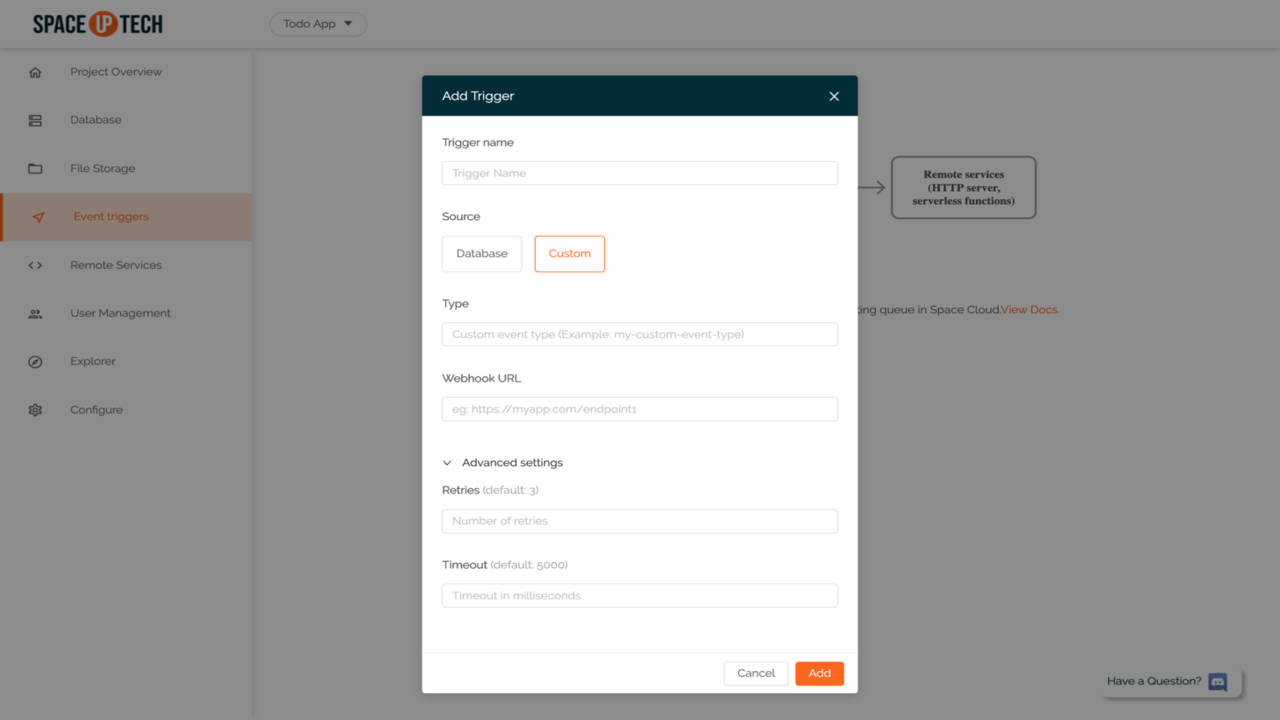 SPACE UP TECH
Todo App
Project Overview
Database
File Storage
Event triggers
Remote Services
User Management
Explorer
Configure
Add Trigger
Trigger name
Trigger Name
Source
Database
Custom
Type
Custom event type (Example: my-custom-event-type)
Webhook URL
eg: https://myapp.com/endpoint1
Advanced settings
Retries (default: 3)
Number of retries
Timeout (default: 5000)
Timeout in milliseconds
Cancel
Add
Remote services
(HTTP server,
serverless functions)
queue in Space Cloud.View Docs.
Have a Question?